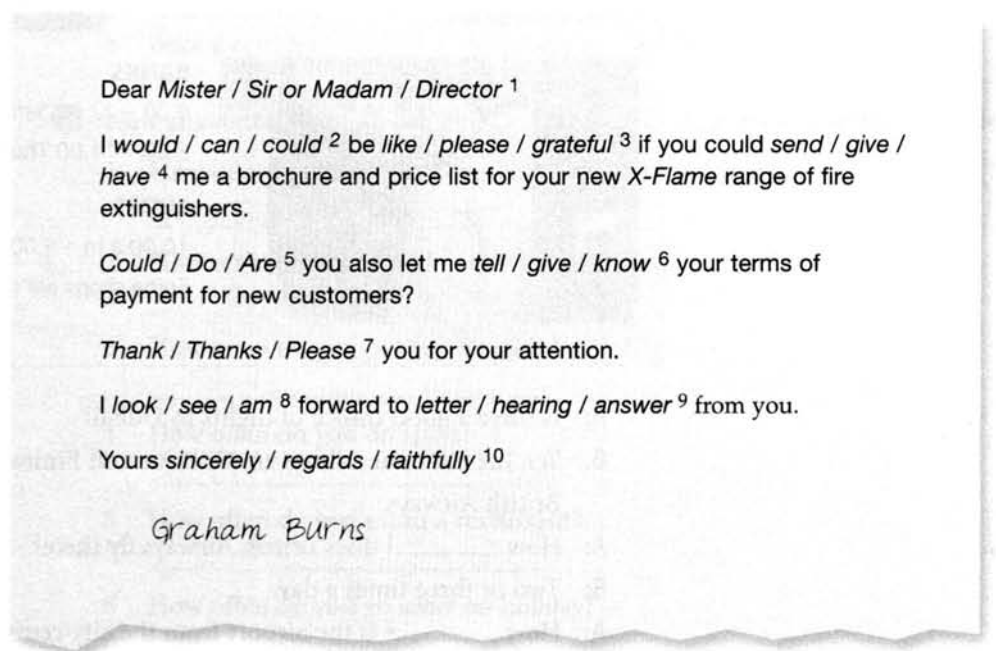 Dear Mister / Sir or Madam / Director 1
I would / can / could 2 be like / please / grateful 3 if you could send / give /
have 4 me a brochure and price list for your new X-Flame range of fire
extinguishers.
Could / Do / Are 5 you also let me tell / give / know 6 your terms of
payment for new customers?
Thank / Thanks / Please 7 you for your attention.
I look / see / am 8 forward to letter / hearing / answer 9 from you.
Yours sincerely / regards / faithfully 10
Graham Burns